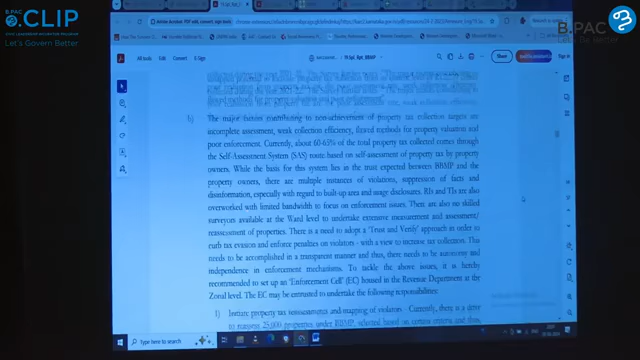 B.PAC
CLIP
Let's Govern Better
B.PAC
All tools Edit Convert E-Sign
Share
Sign in
b) The major factors contributing to non-achievement of property tax collection targets are
incomplete assessment, weak collection efficiency, flawed methods for property valuation and
poor enforcement. Currently, about 60-65% of the total property tax collected comes through
the Self-Assessment System (SAS) route based on self-assessment of property tax by property
owners. While the basis for this system lies in the trust expected between BBMP and the
property owners, there are multiple instances of violations, suppression of facts and
disinformation, especially with regard to built-up area and usage disclosures. RIs and TIs are also
overworked with limited bandwidth to focus on enforcement issues. There are also no skilled
surveyors available at the Ward level to undertake extensive measurement and assessment/
reassessment of properties. There is a need to adopt a 'Trust and Verify' approach in order to
curb tax evasion and enforce penalties on violators with a view to increase tax collection. This
needs to be accomplished in a transparent manner and thus, there needs to be autonomy and
independence in enforcement mechanisms. To tackle the above issues, it is hereby
recommended to set up an 'Enforcement Cell' (EC) housed in the Revenue Department at the
Zonal level. The EC may be entrusted to undertake the following responsibilities:
1) Initiate property tax reassessments and mapping of violators - Currently, there is a drive
to reassess 25,000 properties under BBMP, selected based on certain criteria and thus,
Type here to search